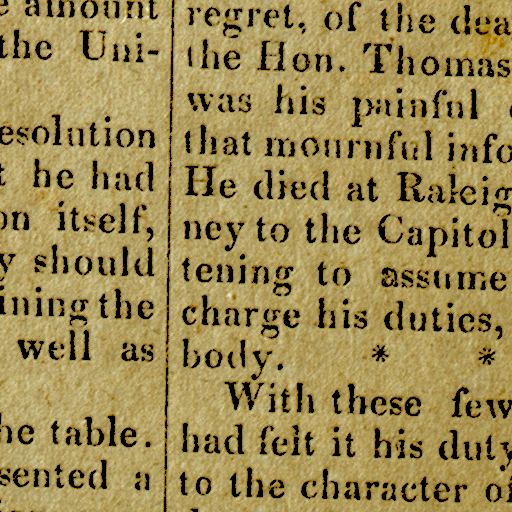 amount
the Uni-
esolution
he had
on itself,
y should
ining the
well as
he table.
sented a
regret, of the dea
the Hon. Thomas
was his painful
that mournful info
He died at Raleig
ney to the Capitol
tening to assume
charge his duties,
body. * *
With these few
had felt it his duty
to the character of